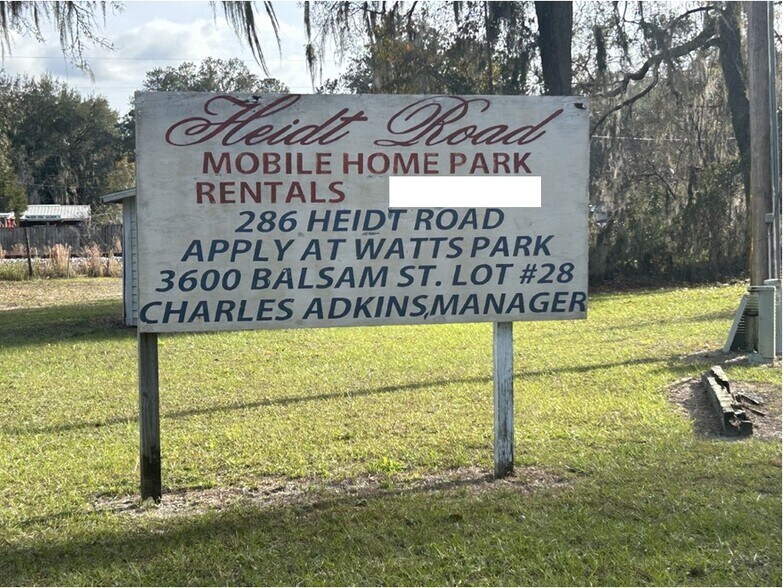 Heidt Road
MOBILE HOME PARK
RENTALS
286 HEIDT ROAD
APPLY AT WATTS PARK
3600 BALSAM ST. LOT #28
CHARLES ADKINS,MANAGER